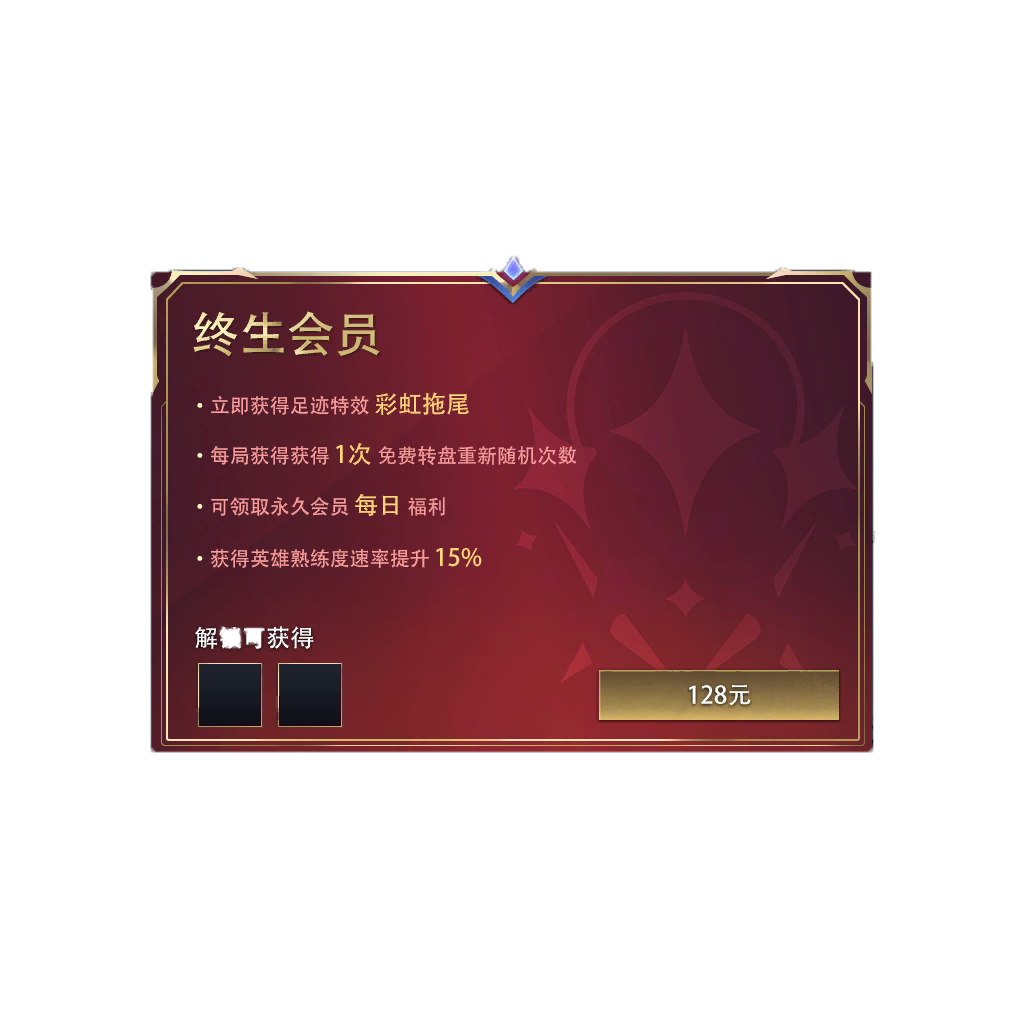 终生会员
• 立即获得足迹特效 彩虹拖尾
• 每局获得获得 1次 免费转盘重新随机次数
• 可领取永久会员 每日 福利
• 获得英雄熟练度速率提升 15%
解锁可获得
128元